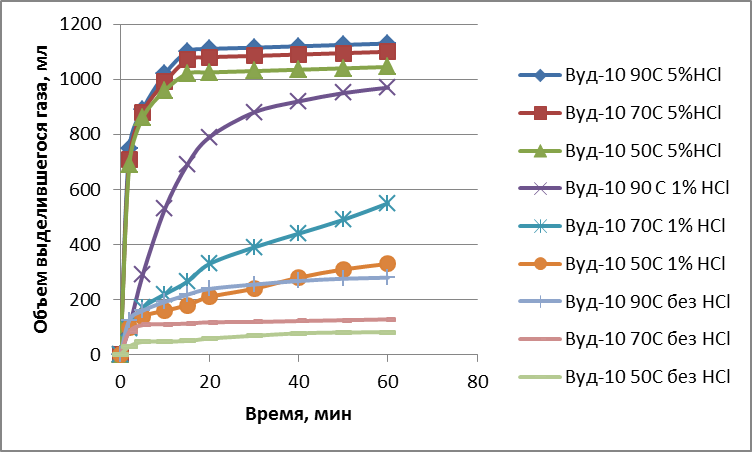 Объем выделившегося газа, мл
1200
1000
800
600
400
200
0
0
20
40
60
80
Время, мин
Вуд-10 90С 5%HCl
Вуд-10 70С 5%HCl
Вуд-10 50С 5%HCl
Вуд-10 90 С 1% HCl
Вуд-10 70С 1% HCl
Вуд-10 50С 1% HCl
Вуд-10 90С без HCl
Вуд-10 70С без HCl
Вуд-10 50С без HCl